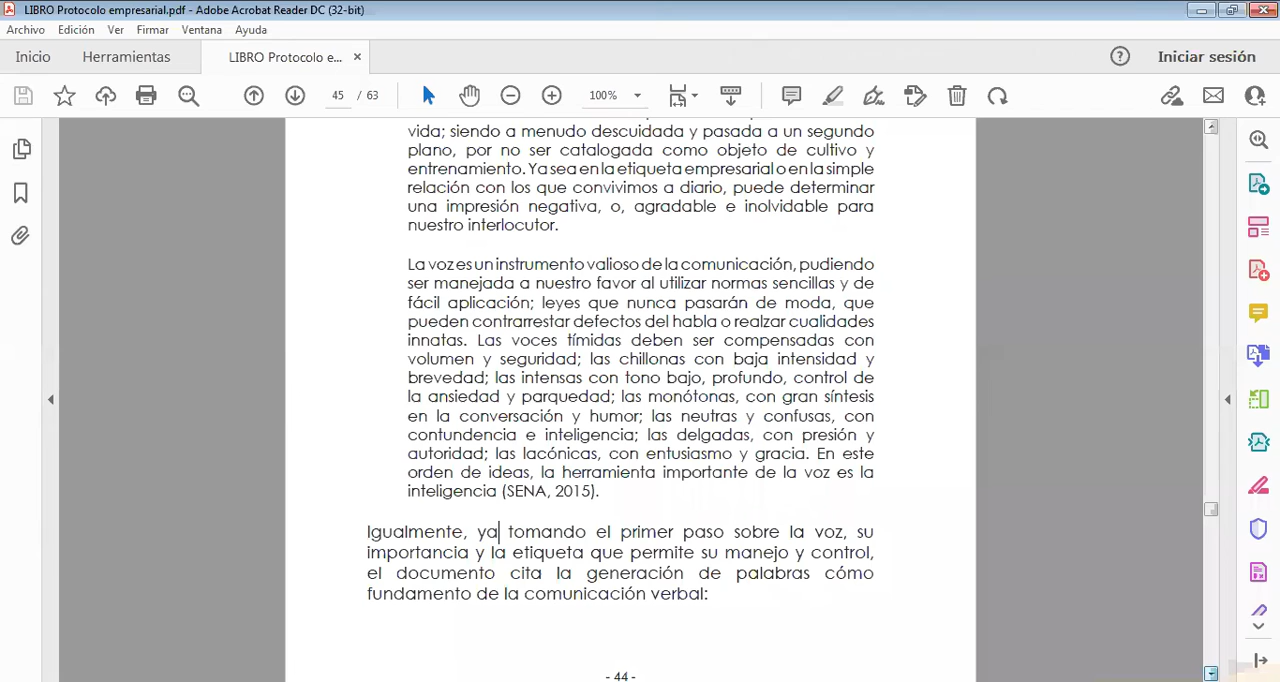 LIBRO Protocolo empresarial.pdf - Adobe Acrobat Reader DC (32-bit)
Archivo Edición Ver Firmar Ventana Ayuda
Inicio Herramientas LIBRO Protocolo e... × Iniciar sesión
45 / 63 100%
vida; siendo a menudo descuidada y pasada a un segundo
plano, por no ser catalogada como objeto de cultivo y
entrenamiento. Ya sea en la etiqueta empresarial o en la simple
relación con los que convivimos a diario, puede determinar
una impresión negativa, o, agradable e inolvidable para
nuestro interlocutor.
La voz es un instrumento valioso de la comunicación, pudiendo
ser manejada a nuestro favor al utilizar normas sencillas y de
fácil aplicación; leyes que nunca pasarán de moda, que
pueden contrarrestar defectos del habla o realzar cualidades
innatas. Las voces tímidas deben ser compensadas con
volumen y seguridad; las chillonas con baja intensidad y
brevedad; las intensas con tono bajo, profundo, control de
la ansiedad y parquedad; las monótonas, con gran síntesis
en la conversación y humor; las neutras y confusas, con
contundencia e inteligencia; las delgadas, con presión y
autoridad; las lacónicas, con entusiasmo y gracia. En este
orden de ideas, la herramienta importante de la voz es la
inteligencia (SENA, 2015).
Igualmente, ya tomando el primer paso sobre la voz, su
importancia y la etiqueta que permite su manejo y control,
el documento cita la generación de palabras cómo
fundamento de la comunicación verbal:
- 44 -